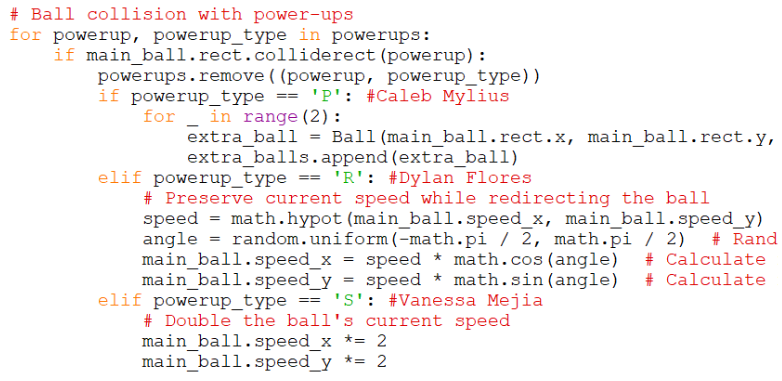 # Ball collision with power-ups
for powerup, powerup_type in powerups:
    if main_ball.rect.colliderect(powerup):
        powerups.remove((powerup, powerup_type))
        if powerup_type == 'P': #Caleb Mylius
            for _ in range(2):
                extra_ball = Ball(main_ball.rect.x, main_ball.rect.y,
                extra_balls.append(extra_ball)
        elif powerup_type == 'R': #Dylan Flores
            # Preserve current speed while redirecting the ball
            speed = math.hypot(main_ball.speed_x, main_ball.speed_y)
            angle = random.uniform(-math.pi / 2, math.pi / 2)  # Rand
            main_ball.speed_x = speed * math.cos(angle)  # Calculate
            main_ball.speed_y = speed * math.sin(angle)  # Calculate
        elif powerup_type == 'S': #Vanessa Mejia
            # Double the ball's current speed
            main_ball.speed_x *= 2
            main_ball.speed_y *= 2